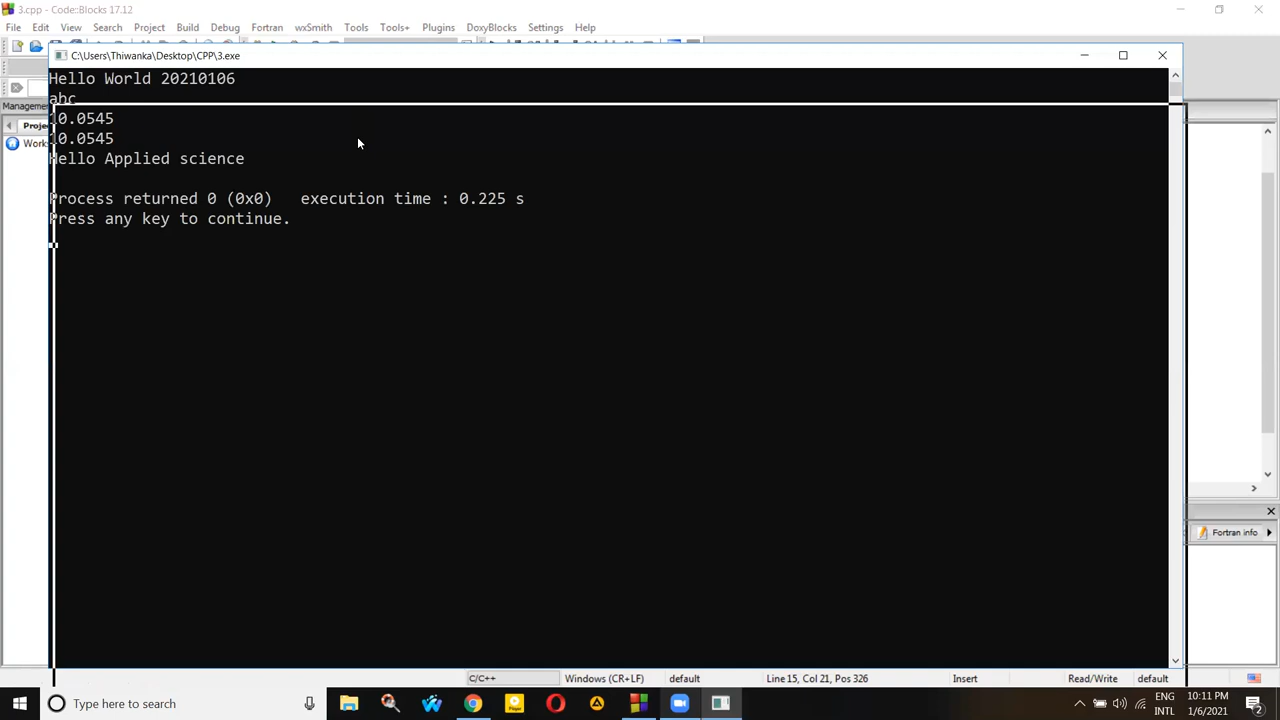 3.cpp - Code::Blocks 17.12
File Edit View Search Project Build Debug Fortran wxSmith Tools Tools+ Plugins DoxyBlocks Settings Help
C:\Users\Thiwanka\Desktop\CPP\3.exe
Hello World 20210106
abc
10.0545
10.0545
Hello Applied science
Process returned 0 (0x0) execution time : 0.225 s
Press any key to continue.
Management
Proje
Works
Fortran info
C/C++ Windows (CR+LF) default Line 15, Col 21, Pos 326 Insert Read/Write default
Type here to search
ENG
INTL
10:11 PM
1/6/2021
2